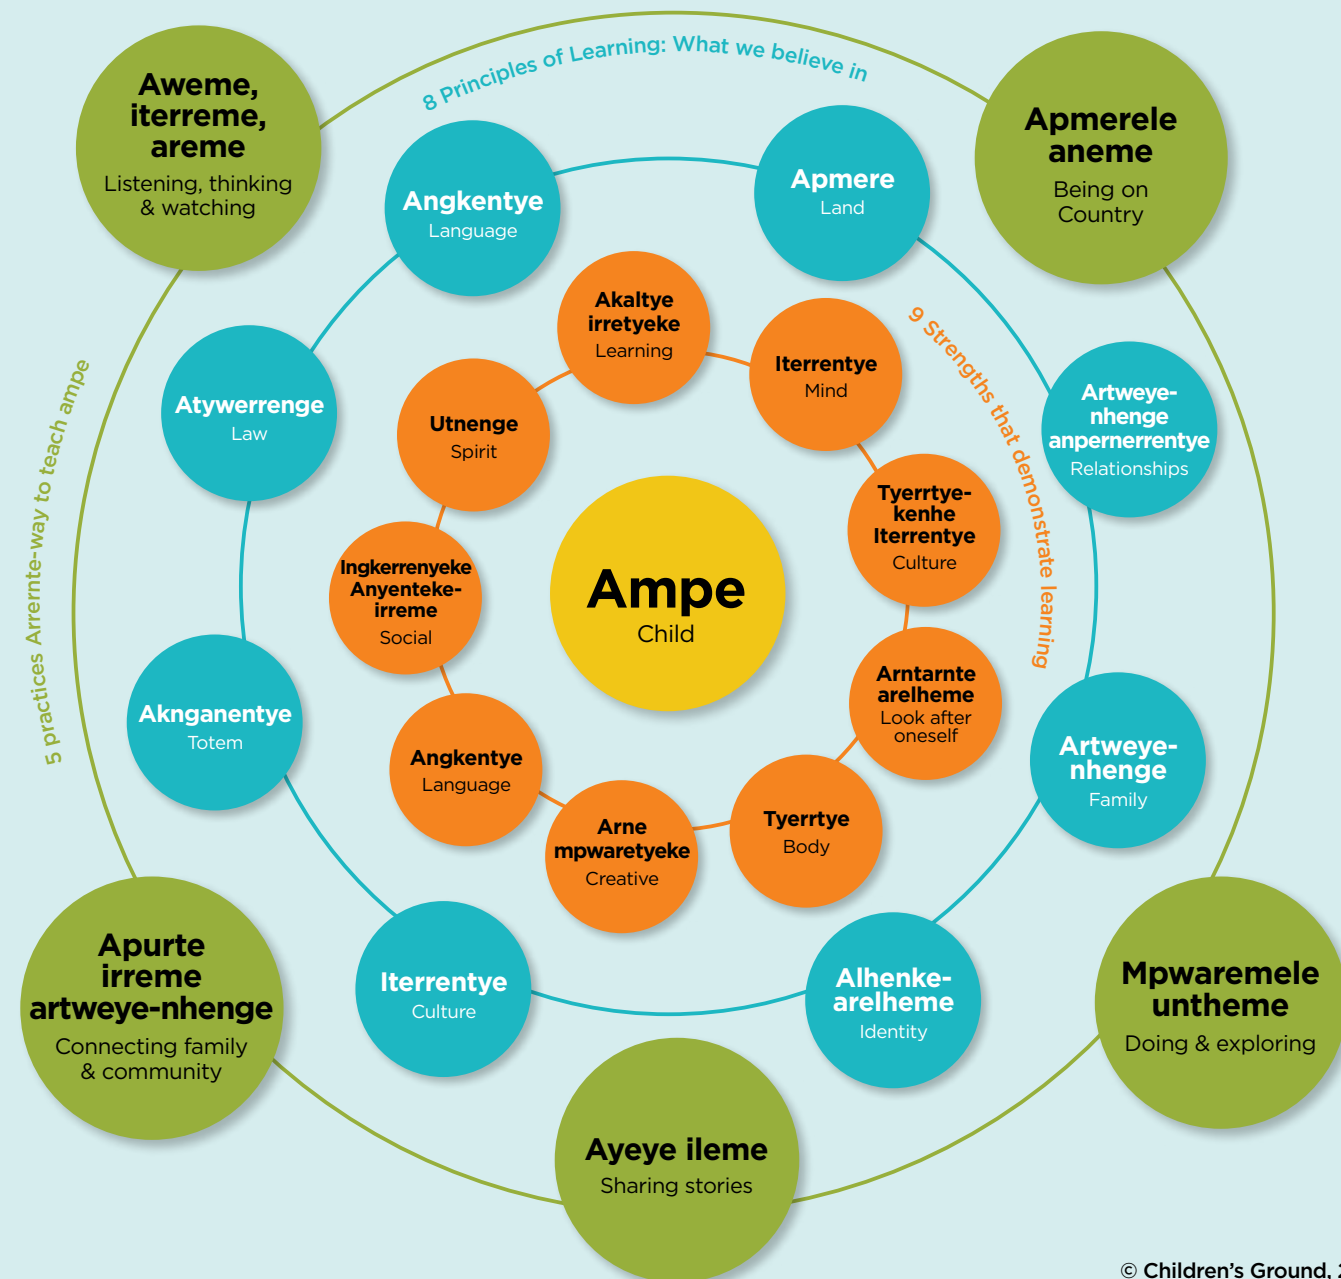 8 Principles of Learning: What we believe in
Aweme,
iterreme,
areme
Listening, thinking
& watching
Apmerele
aneme
Being on
Country
Angkentye
Language
Apmere
Land
Akaltye
irretyeke
Learning
Iterrentye
Mind
9 Strengths that demonstrate learning
Artweye-
nhenge
anpernerrentye
Relationships
Atywerrenge
Law
Utnenge
Spirit
5 practices Arrernte-way to teach ampe
Tyerrtye-
kenhe
Iterrentye
Culture
Ampe
Child
Ingkerrenyeke
Anyenteke-
irreme
Social
Arntarnte
arelheme
Look after
oneself
Aknganentye
Totem
Angkentye
Language
Artweye-
nhenge
Family
Arne
mpwaretyeke
Creative
Tyerrtye
Body
Apurte
irreme
artweye-nhenge
Connecting family
& community
Iterrentye
Culture
Alhenke-
arelheme
Identity
Mpwaremele
untheme
Doing & exploring
Ayeye ileme
Sharing stories
© Children's Ground.